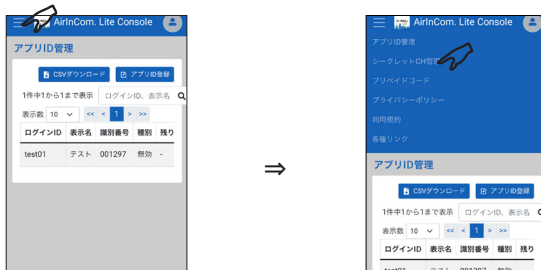 AirInCom. Lite Console
アプリID管理
CSVダウンロード アプリID登録
1件中1から1まで表示 ログインID、表示名
表示数 10 << < 1 > >>
ログインID 表示名 識別番号 種別 残り
test01 テスト 001297 無効 -
⇒
AirInCom. Lite Console
アプリID管理
シークレットCH管
プリペイドコード
プライバシーポリシー
利用規約
各種リンク
アプリID管理
CSVダウンロード アプリID登録
1件中1から1まで表示 ログインID、表示名
表示数 10 << < 1 > >>
ログインID 表示名 識別番号 種別 残り
test01 テスト 001297 無効